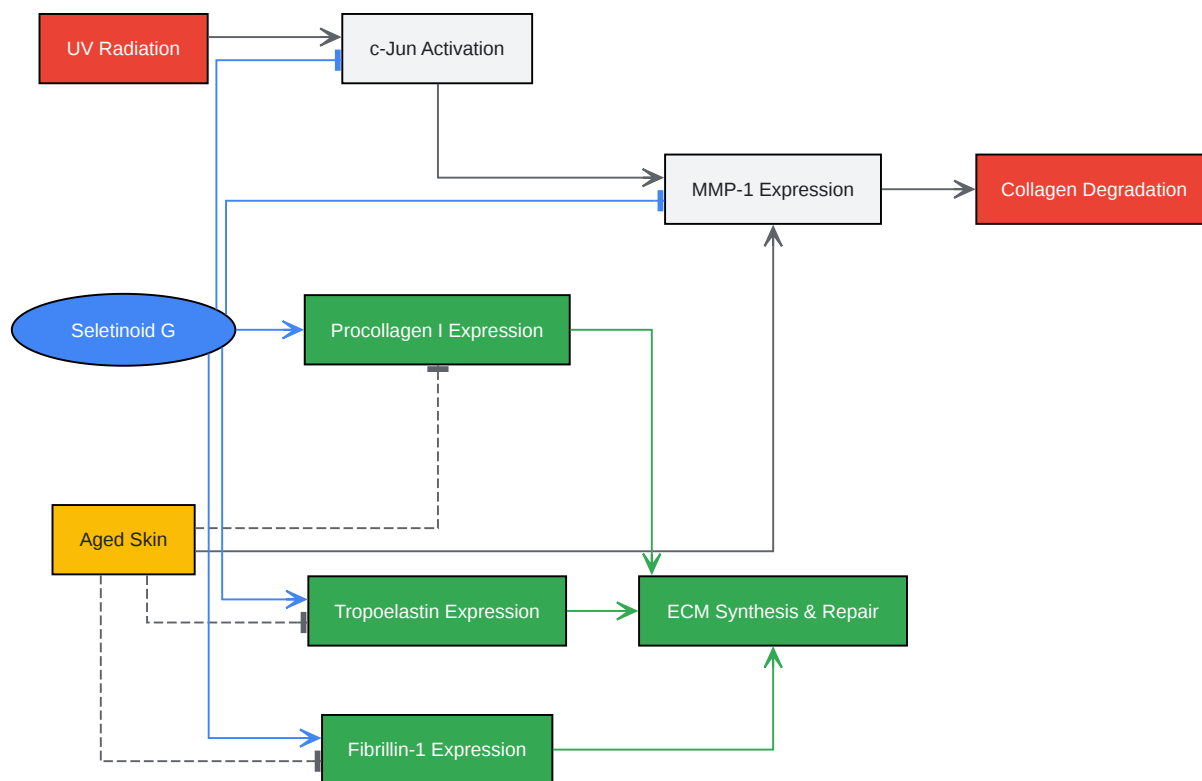 UV Radiation
c-Jun Activation
MMP-1 Expression
Collagen Degradation
Seletinoid G
Procollagen I Expression
Aged Skin
Tropoelastin Expression
ECM Synthesis & Repair
Fibrillin-1 Expression